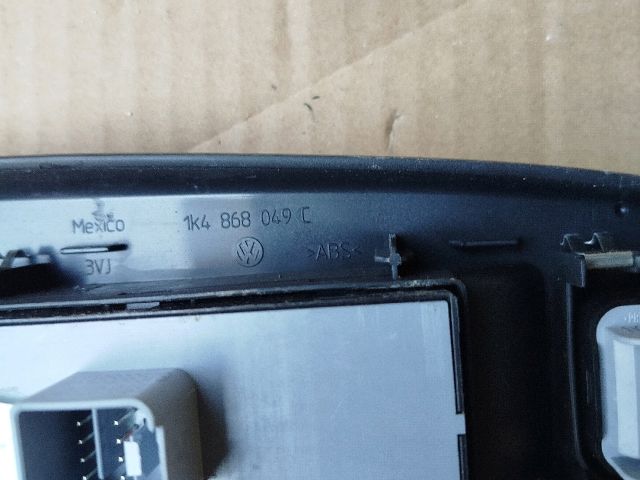 Mexico 1K4 868 049 C
3VJ >ABS<